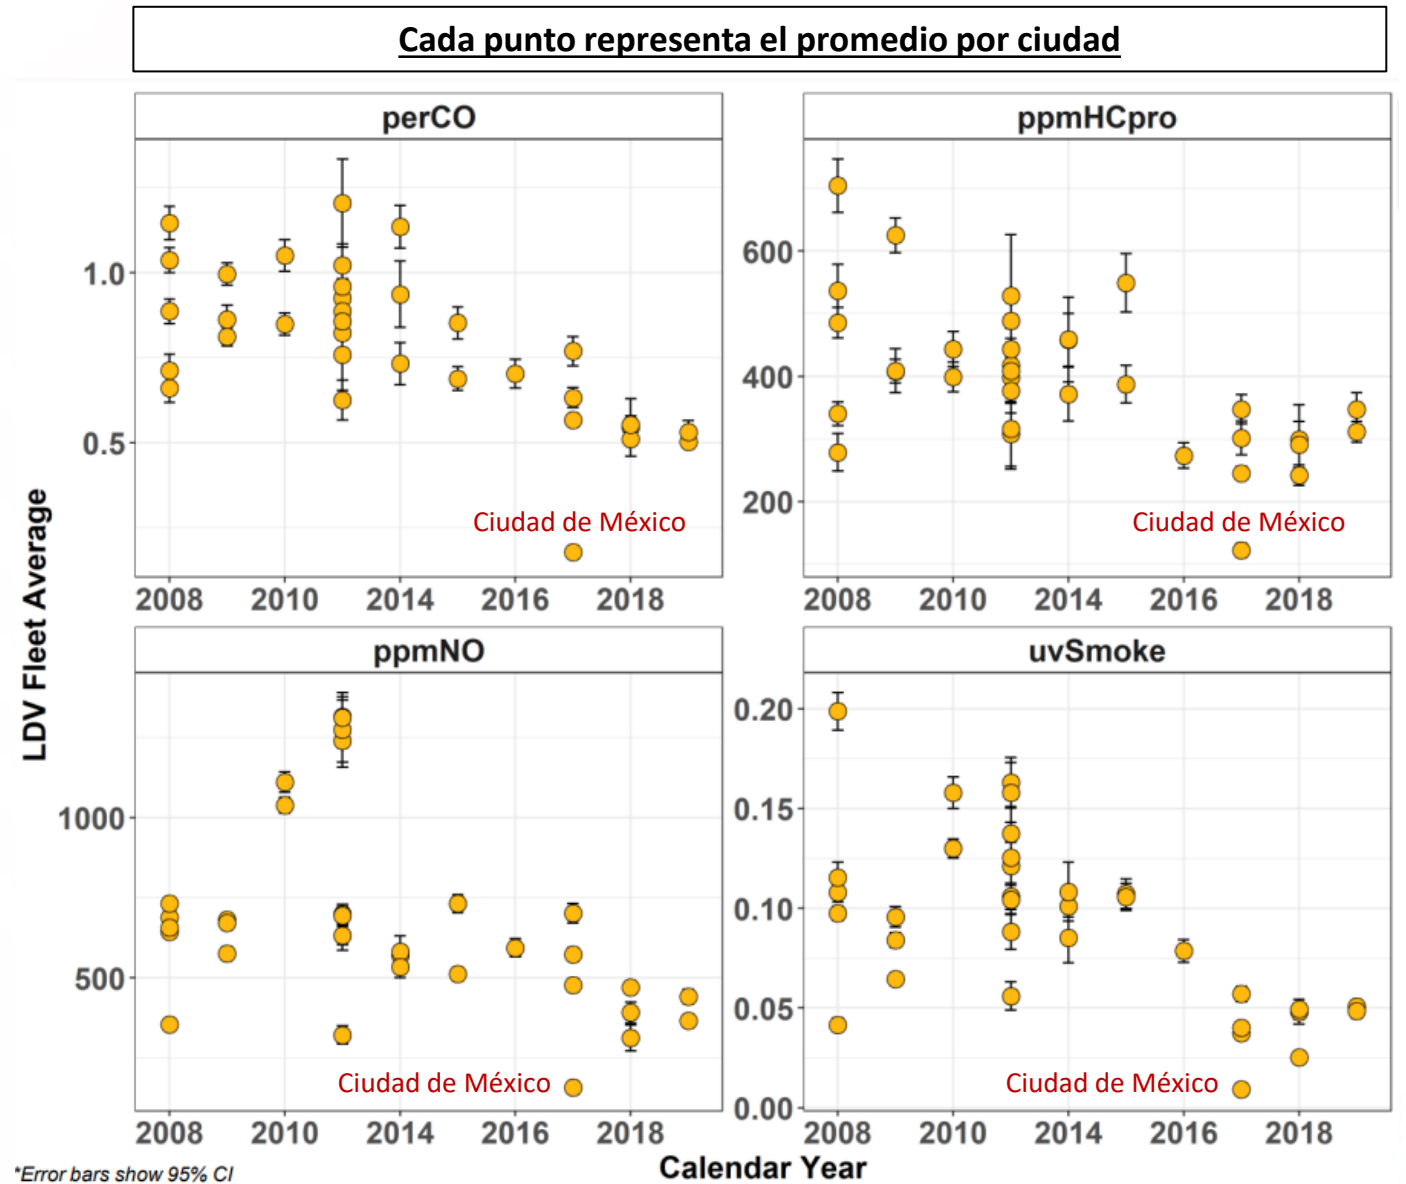 Cada punto representa el promedio por ciudad
perCO
1.0
0.5
Ciudad de México
2008 2010 2014 2016 2018
ppmHCpro
600
400
200
Ciudad de México
2008 2010 2014 2016 2018
LDV Fleet Average
ppmNO
1000
500
Ciudad de México
2008 2010 2014 2016 2018
uvSmoke
0.20
0.15
0.10
0.05
0.00
Ciudad de México
2008 2010 2014 2016 2018
Calendar Year
*Error bars show 95% CI